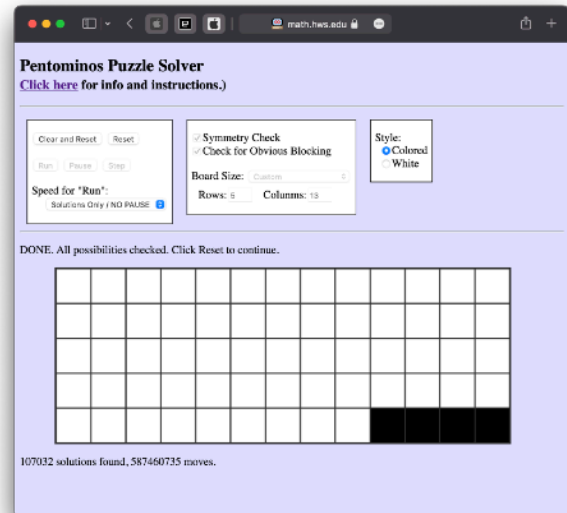 math.hws.edu
Pentominos Puzzle Solver
Click here for info and instructions.)
Clear and Reset Reset
Run Pause Step
Speed for "Run":
Solutions Only / NO PAUSE
Symmetry Check
Check for Obvious Blocking
Board Size: Custom
Rows: 5 Columns: 13
Style:
Colored
White
DONE. All possibilities checked. Click Reset to continue.
107032 solutions found, 587460735 moves.